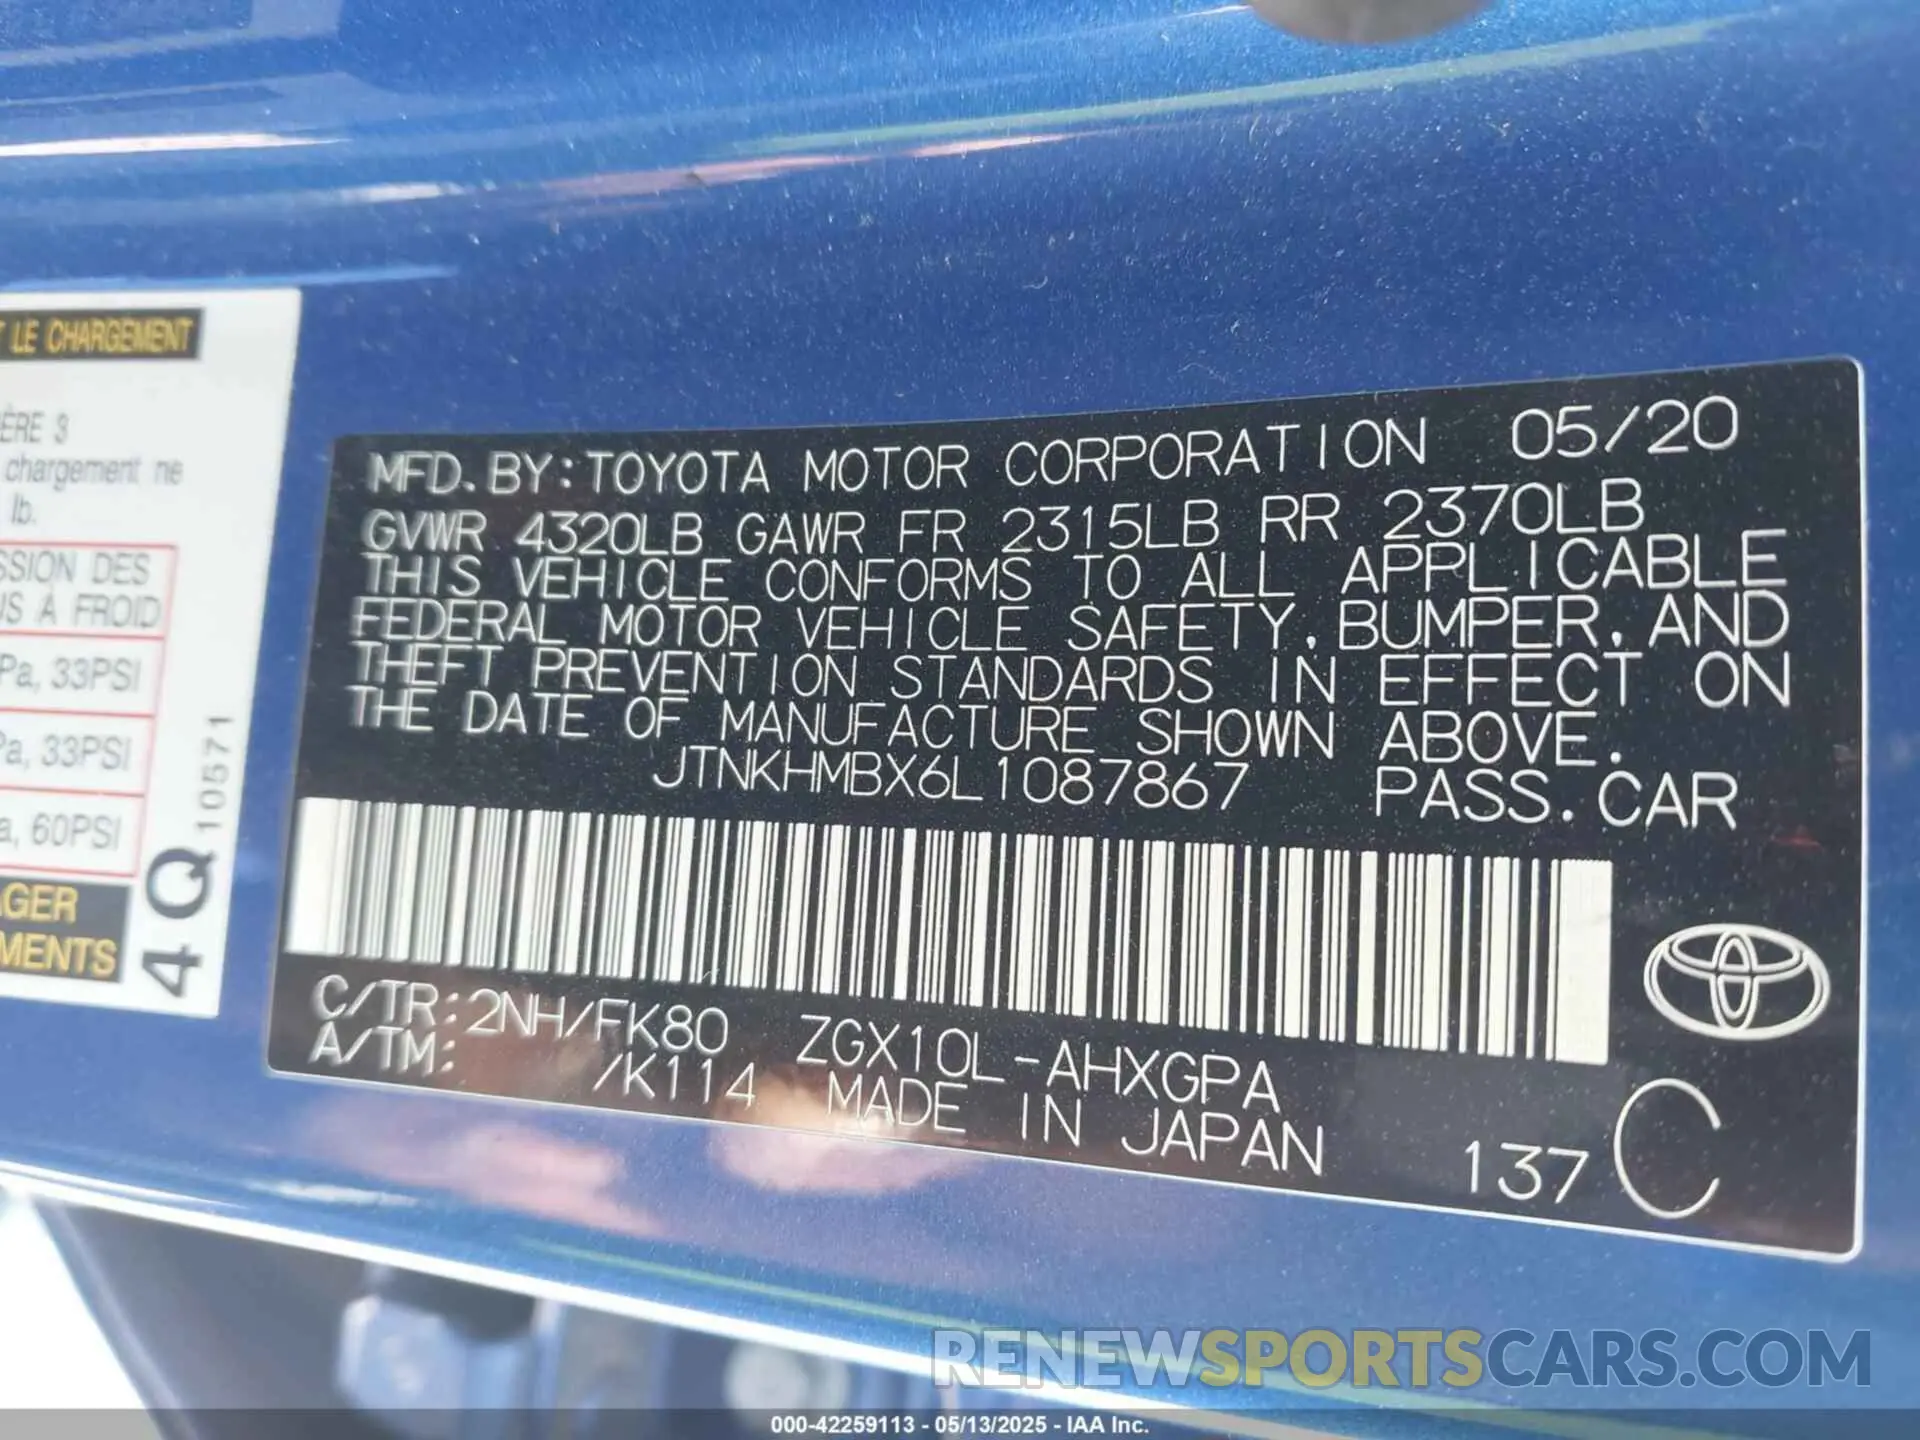 T LE CHARGEMENT
ÈRE 3
chargement ne
lb.
SSION DES
US À FROID
Pa, 33PSI
Pa, 33PSI
a, 60PSI
AGER
MENTS
4Q 10571
MFD. BY: TOYOTA MOTOR CORPORATION 05/20
GVWR 4320LB GAWR FR 2315LB RR 2370LB
THIS VEHICLE CONFORMS TO ALL APPLICABLE
FEDERAL MOTOR VEHICLE SAFETY, BUMPER, AND
THEFT PREVENTION STANDARDS IN EFFECT ON
THE DATE OF MANUFACTURE SHOWN ABOVE.
JTNKHMBX6L1087867 PASS. CAR
C/TR: 2NH/FK80 ZGX10L-AHXGPA
A/TM: /K114 MADE IN JAPAN
137 C
RENEWSPORTSCARS.COM
000-42259113 - 05/13/2025 - IAA Inc.